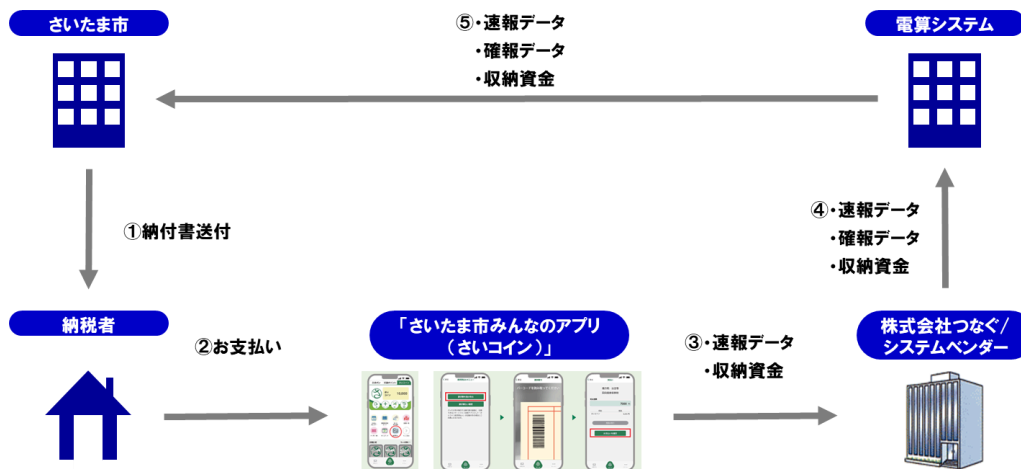 さいたま市
⑤・速報データ
・確報データ
・収納資金
電算システム
①納付書送付
④・速報データ
・確報データ
・収納資金
納税者
②お支払い
「さいたま市みんなのアプリ
（さいコイン）」
③・速報データ
・収納資金
株式会社つなぐ/
システムベンダー